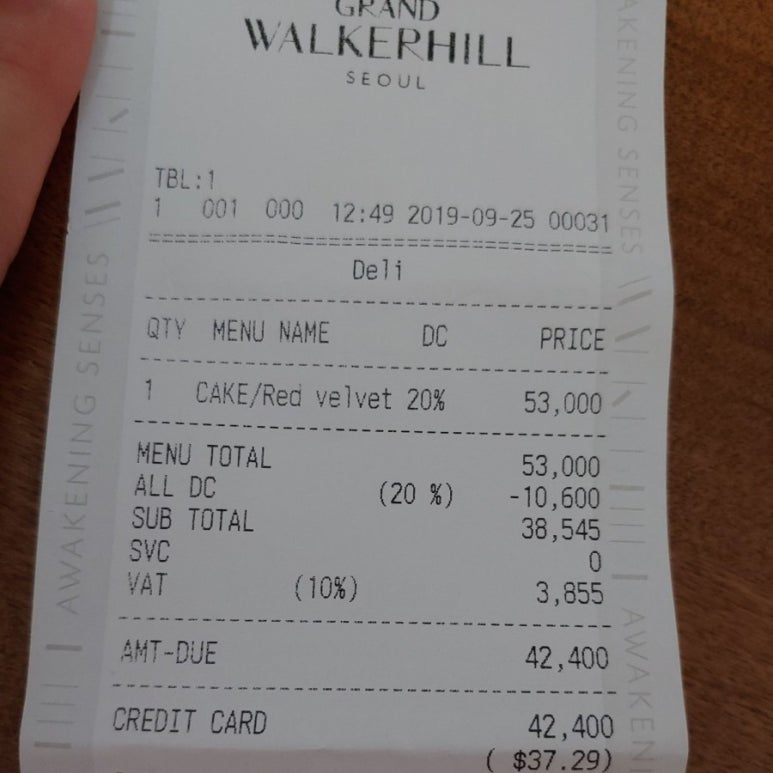 GRAND
WALKERHILL
SEOUL
TBL:1
1 001 000 12:49 2019-09-25 00031
Deli
QTY MENU NAME DC PRICE
1 CAKE/Red velvet 20% 53,000
MENU TOTAL 53,000
ALL DC (20 %) -10,600
SUB TOTAL 38,545
SVC 0
VAT (10%) 3,855
AMT-DUE 42,400
CREDIT CARD 42,400
( $37.29)
AWAKENING SENSES
AWAKENING SENSES
AWAKEN